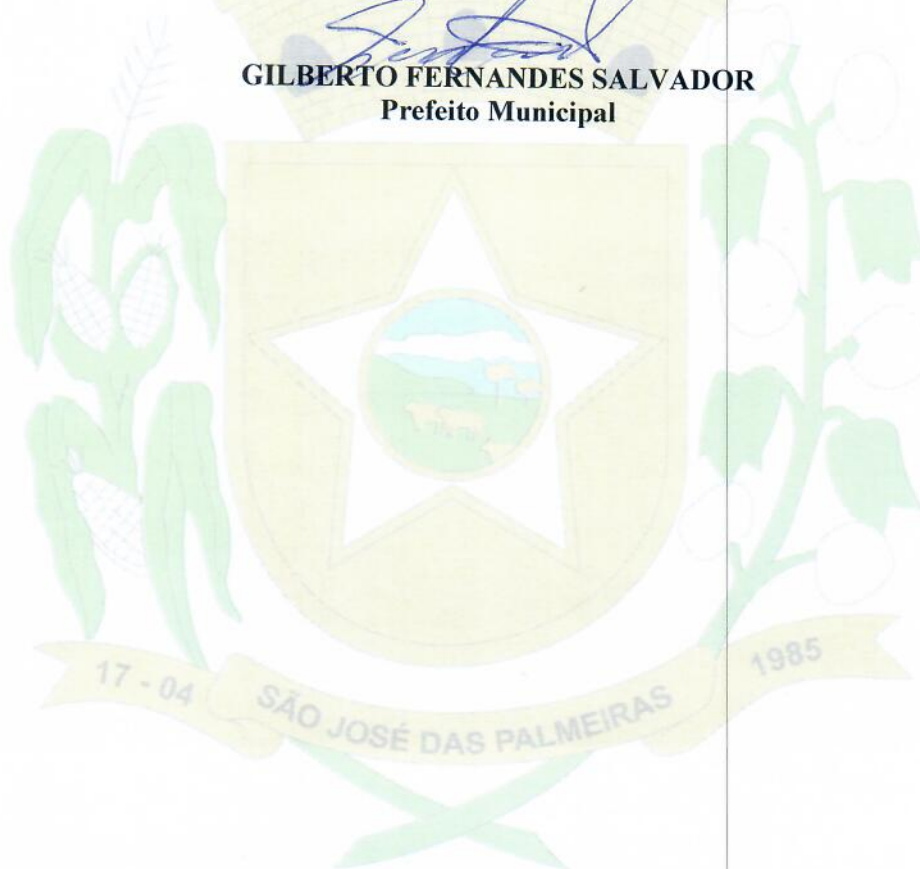 GILBERTO FERNANDES SALVADOR
Prefeito Municipal
17 - 04
SÃO JOSÉ DAS PALMEIRAS
1985